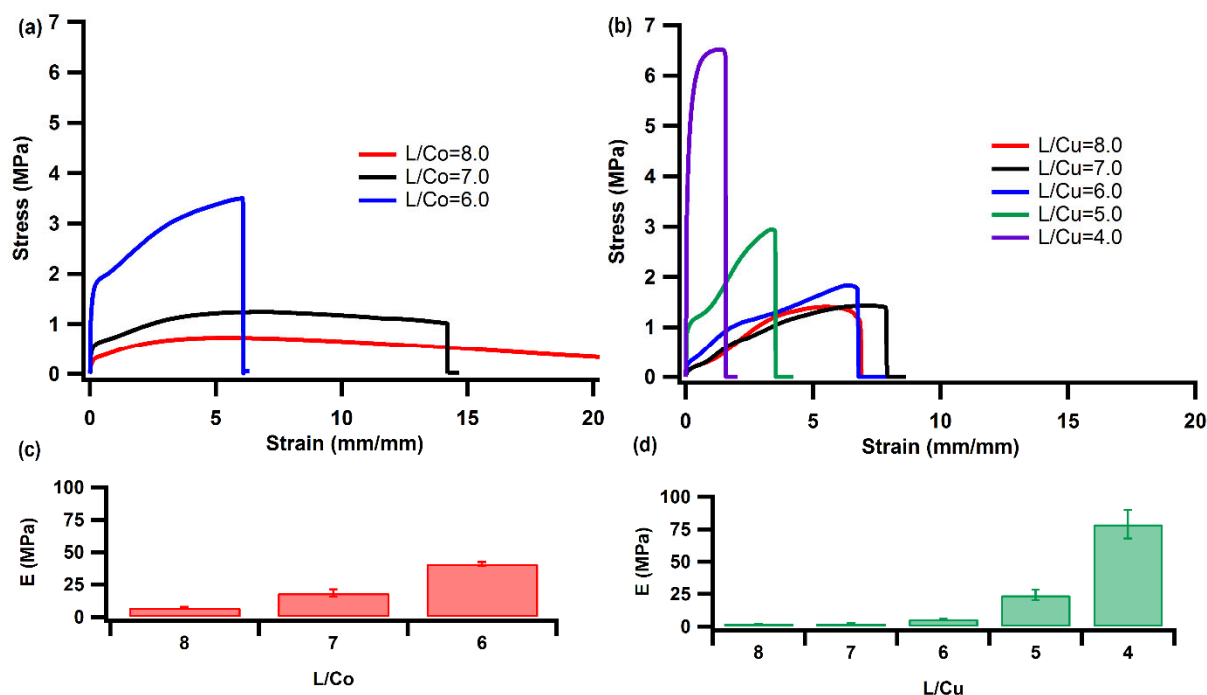 (a)
7
6
5
4
3
2
1
0
Stress (MPa)
L/Co=8.0
L/Co=7.0
L/Co=6.0
0 5 10 15 20
Strain (mm/mm)
(b)
7
6
5
4
3
2
1
0
Stress (MPa)
L/Cu=8.0
L/Cu=7.0
L/Cu=6.0
L/Cu=5.0
L/Cu=4.0
0 5 10 15 20
Strain (mm/mm)
(c)
100
75
50
25
0
E (MPa)
8 7 6
L/Co
(d)
100
75
50
25
0
E (MPa)
8 7 6 5 4
L/Cu